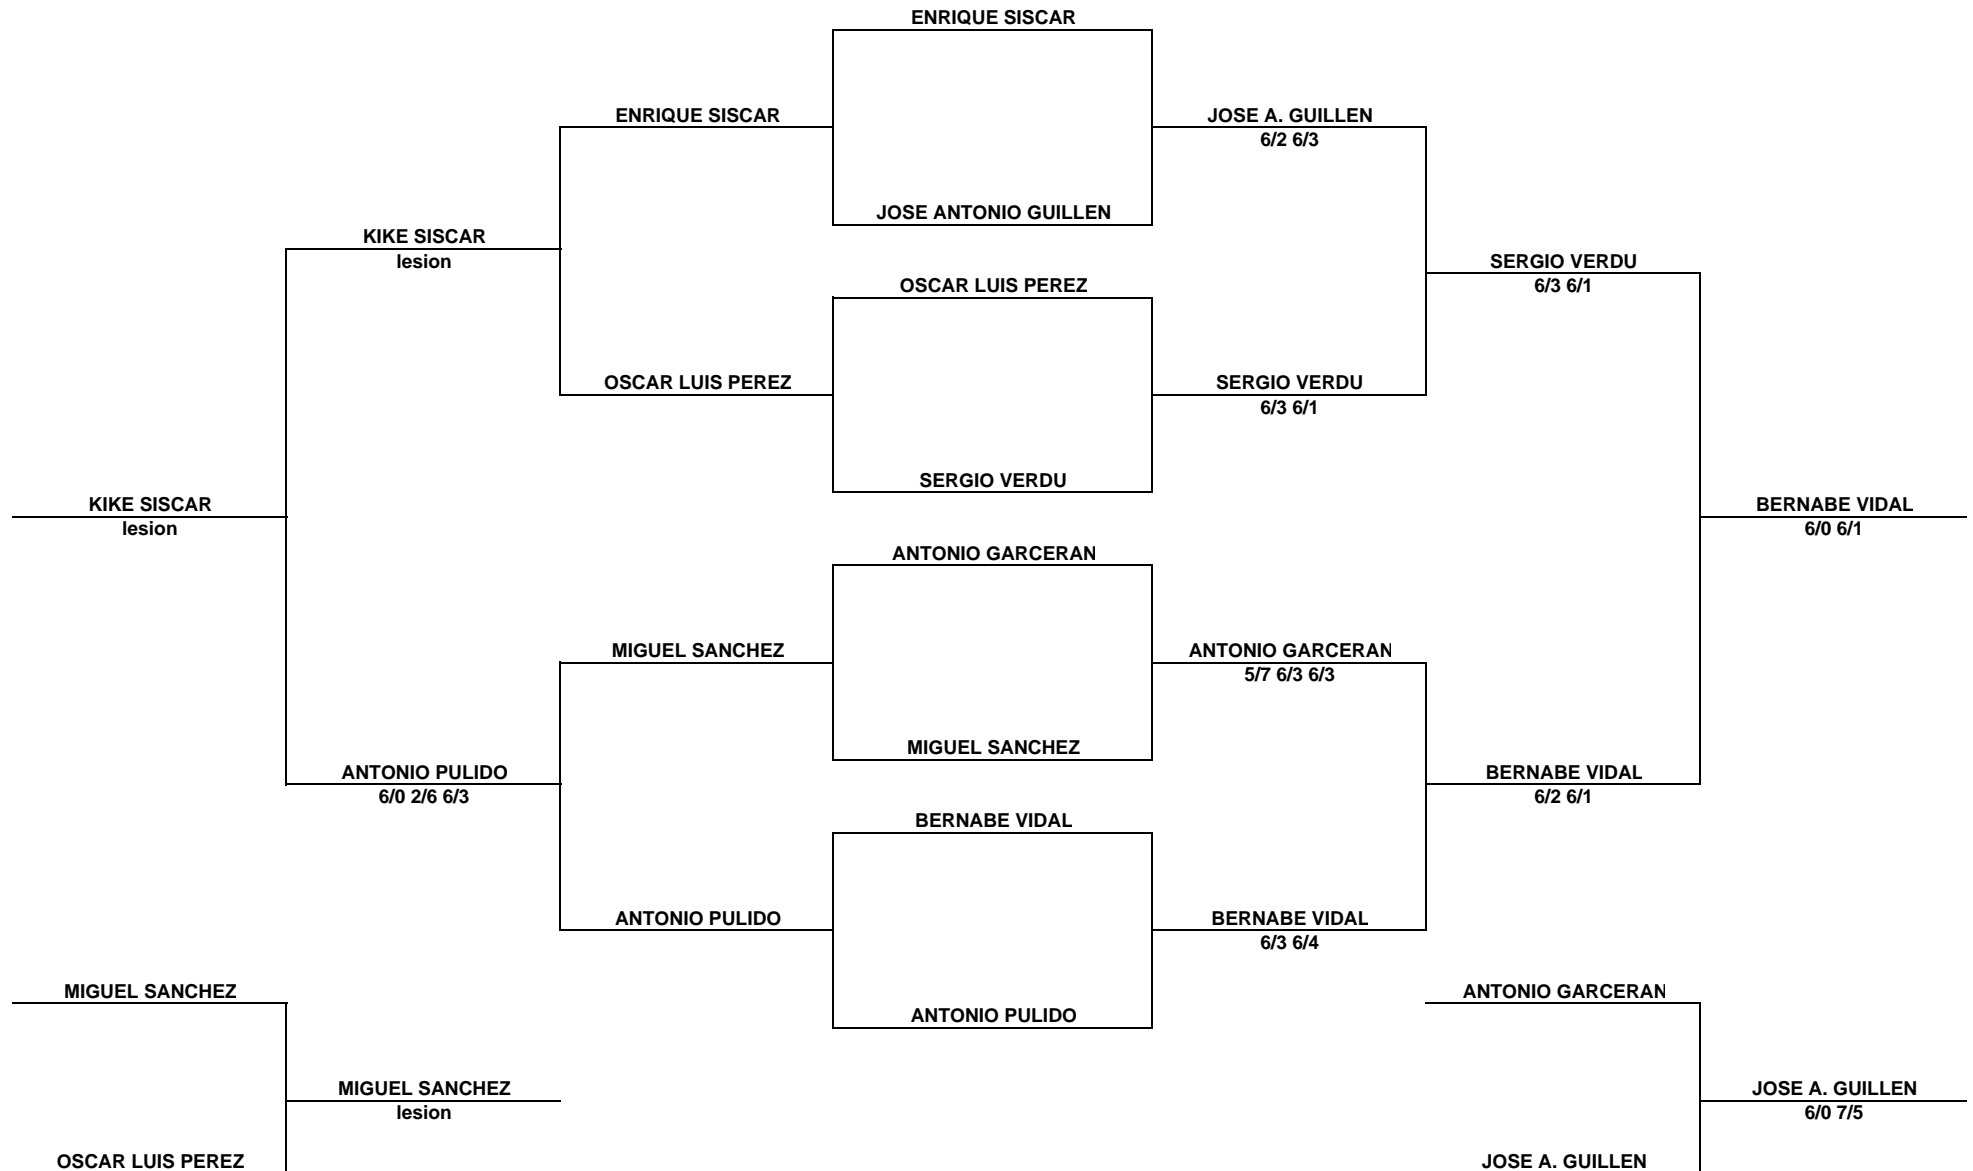 ENRIQUE SISCAR
ENRIQUE SISCAR
JOSE A. GUILLEN
6/2 6/3
JOSE ANTONIO GUILLEN
KIKE SISCAR
lesion
SERGIO VERDU
6/3 6/1
OSCAR LUIS PEREZ
OSCAR LUIS PEREZ
SERGIO VERDU
6/3 6/1
SERGIO VERDU
KIKE SISCAR
lesion
BERNABE VIDAL
6/0 6/1
ANTONIO GARCERAN
MIGUEL SANCHEZ
ANTONIO GARCERAN
5/7 6/3 6/3
MIGUEL SANCHEZ
ANTONIO PULIDO
6/0 2/6 6/3
BERNABE VIDAL
6/2 6/1
BERNABE VIDAL
ANTONIO PULIDO
BERNABE VIDAL
6/3 6/4
MIGUEL SANCHEZ
ANTONIO GARCERAN
ANTONIO PULIDO
MIGUEL SANCHEZ
lesion
JOSE A. GUILLEN
6/0 7/5
OSCAR LUIS PEREZ
JOSE A. GUILLEN